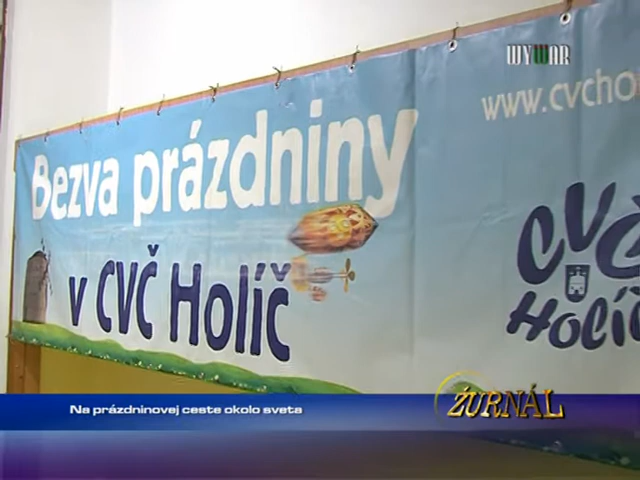 WYWAR
www.cvcho
Bezva prázdniny
v CVČ Holíč
CVČ
Holíč
Na prázdninovej ceste okolo sveta
ŽURNÁL